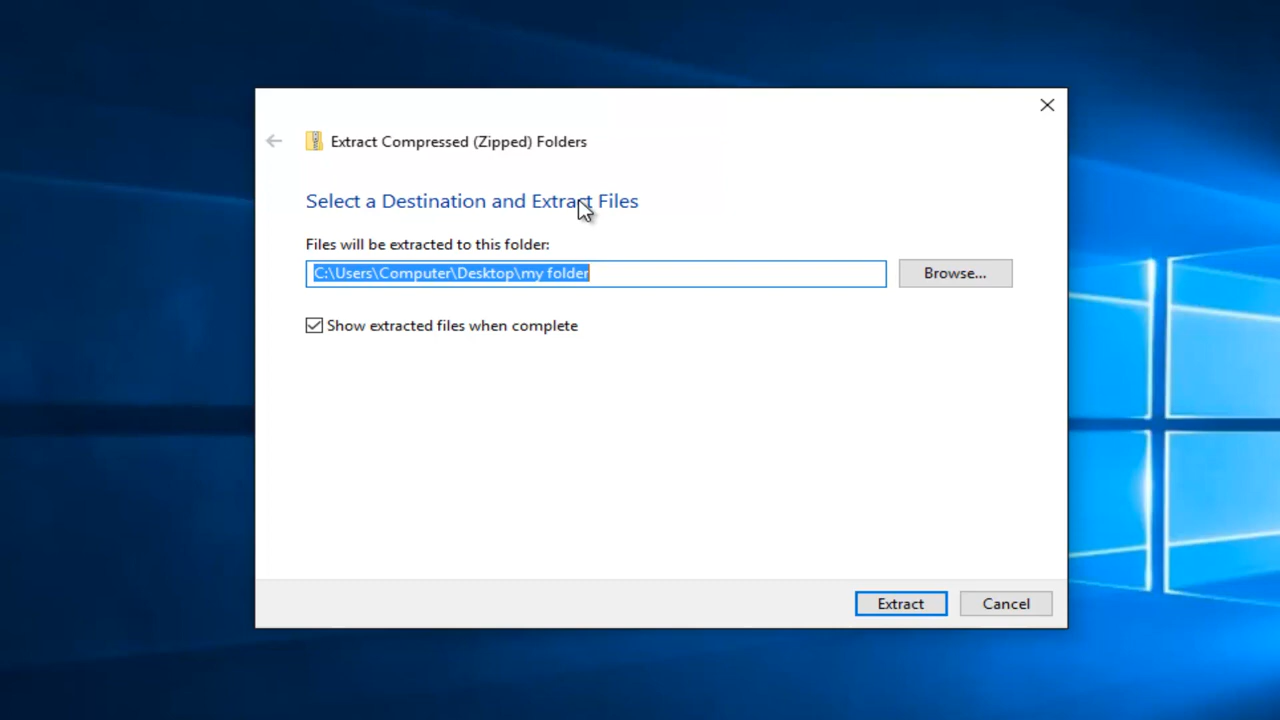 Extract Compressed (Zipped) Folders
Select a Destination and Extract Files
Files will be extracted to this folder:
C:\Users\Computer\Desktop\my folder
Browse...
Show extracted files when complete
Extract
Cancel